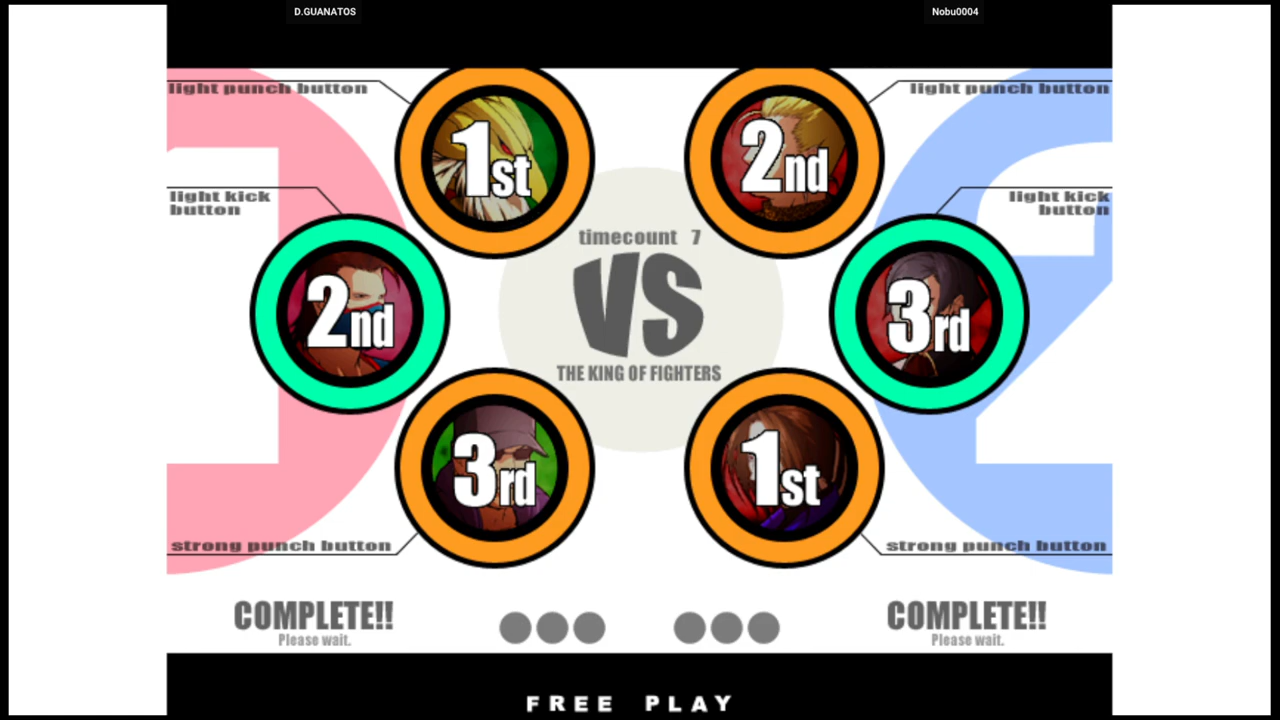 D.GUANATOS
Nobu0004
light punch button
light punch button
1st
2nd
light kick
button
light kick
button
timecount 7
VS
THE KING OF FIGHTERS
2nd
3rd
3rd
1st
strong punch button
strong punch button
COMPLETE!!
Please wait.
COMPLETE!!
Please wait.
FREE PLAY
1
2